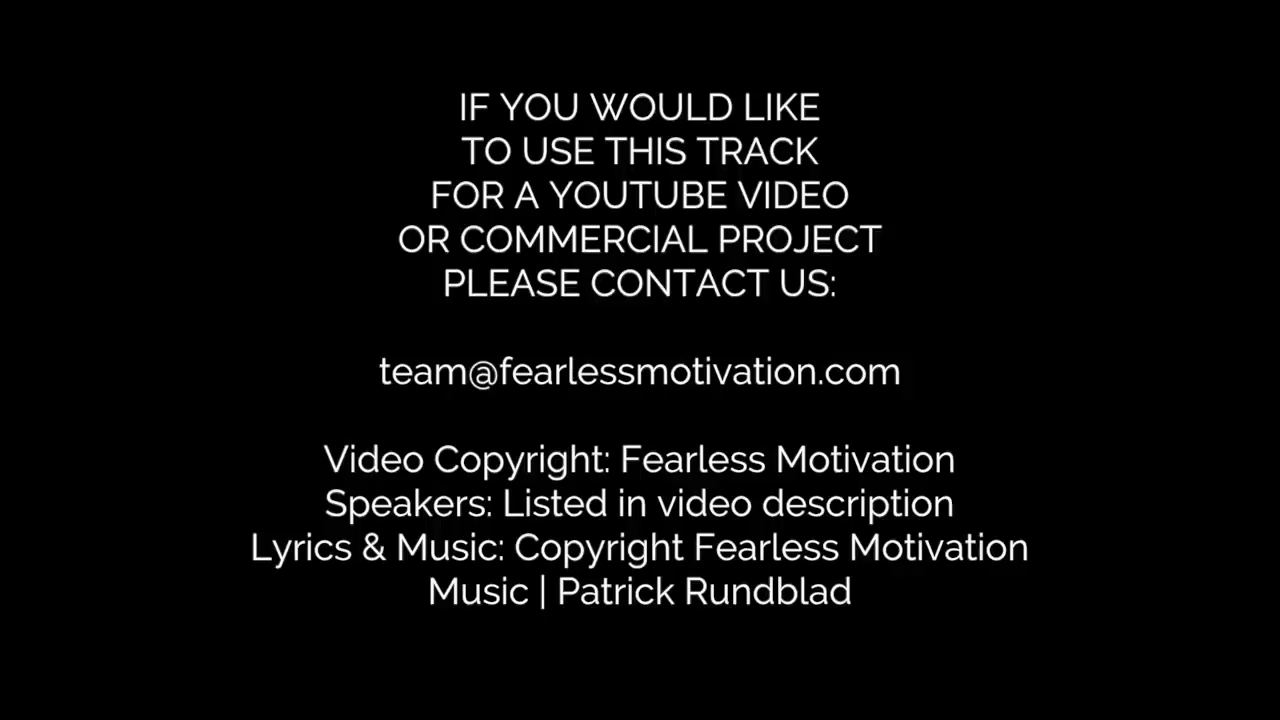 IF YOU WOULD LIKE
TO USE THIS TRACK
FOR A YOUTUBE VIDEO
OR COMMERCIAL PROJECT
PLEASE CONTACT US:
team@fearlessmotivation.com
Video Copyright: Fearless Motivation
Speakers: Listed in video description
Lyrics & Music: Copyright Fearless Motivation
Music | Patrick Rundblad